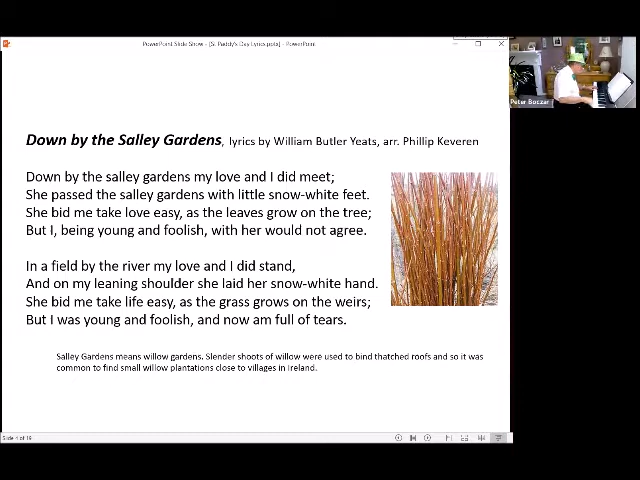 PowerPoint Slide Show - [St Paddy's Day Lyrics.pptx] - PowerPoint
Peter Boczar
Down by the Salley Gardens, lyrics by William Butler Yeats, arr. Phillip Keveren
Down by the salley gardens my love and I did meet;
She passed the salley gardens with little snow-white feet.
She bid me take love easy, as the leaves grow on the tree;
But I, being young and foolish, with her would not agree.
In a field by the river my love and I did stand,
And on my leaning shoulder she laid her snow-white hand.
She bid me take life easy, as the grass grows on the weirs;
But I was young and foolish, and now am full of tears.
Salley Gardens means willow gardens. Slender shoots of willow were used to bind thatched roofs and so it was
common to find small willow plantations close to villages in Ireland.
Slide 4 of 19